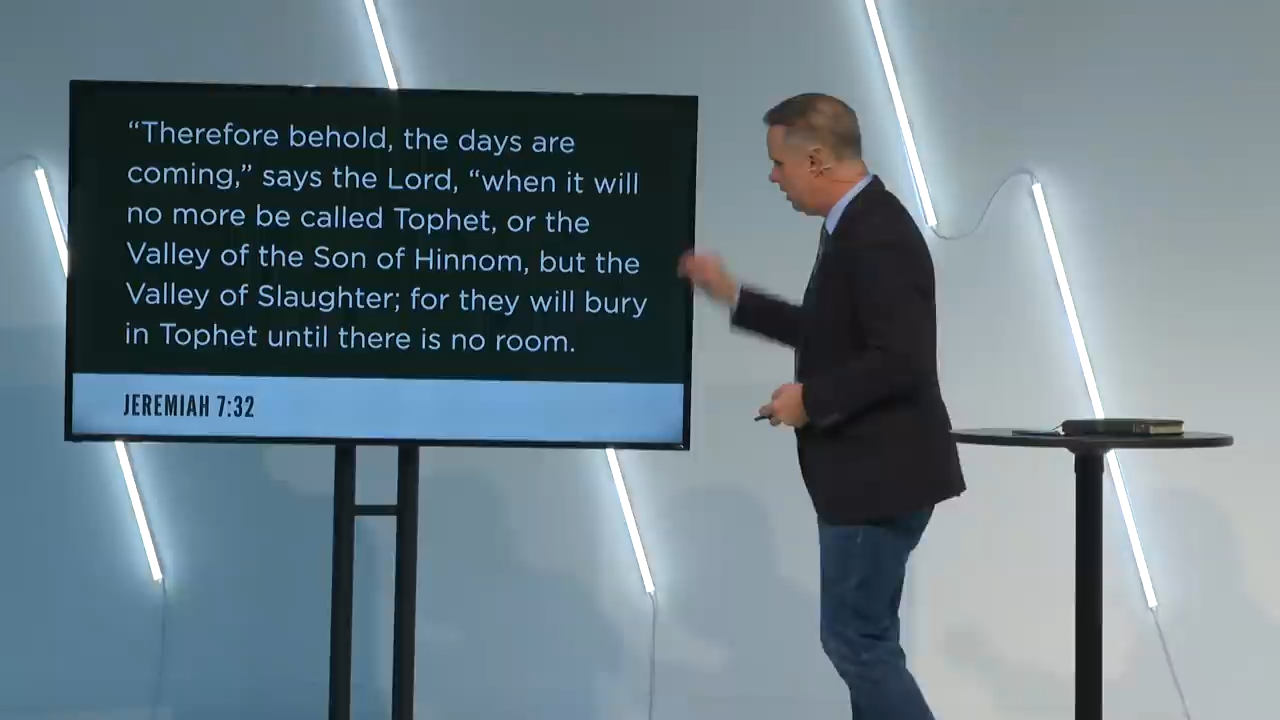 “Therefore behold, the days are
coming,” says the Lord, “when it will
no more be called Tophet, or the
Valley of the Son of Hinnom, but the
Valley of Slaughter; for they will bury
in Tophet until there is no room.
JEREMIAH 7:32